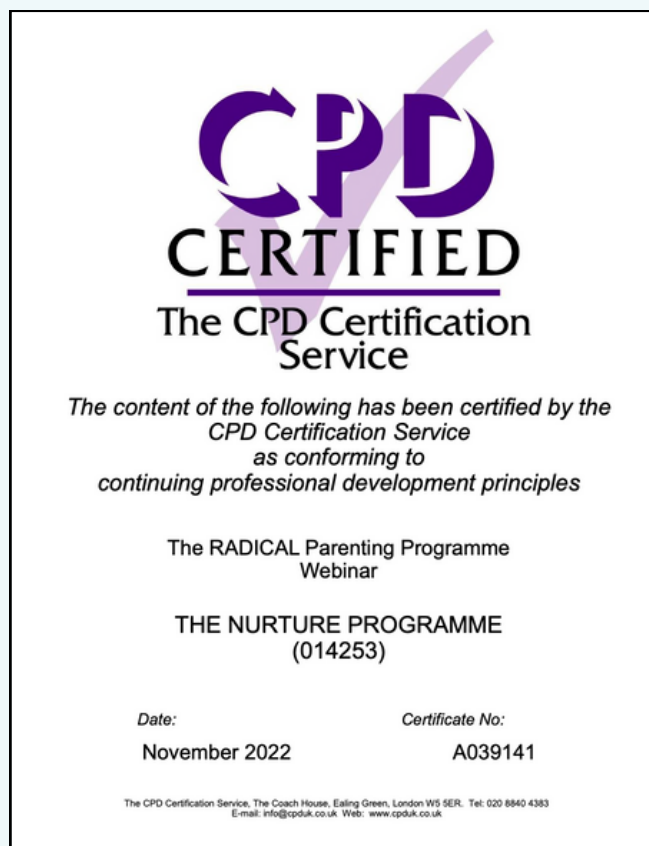 CPD
CERTIFIED
The CPD Certification
Service
The content of the following has been certified by the
CPD Certification Service
as conforming to
continuing professional development principles
The RADICAL Parenting Programme
Webinar
THE NURTURE PROGRAMME
(014253)
Date:
Certificate No:
November 2022
A039141
The CPD Certification Service, The Coach House, Ealing Green, London W5 5ER. Tel: 020 8840 4383
E-mail: info@cpduk.co.uk Web: www.cpduk.co.uk